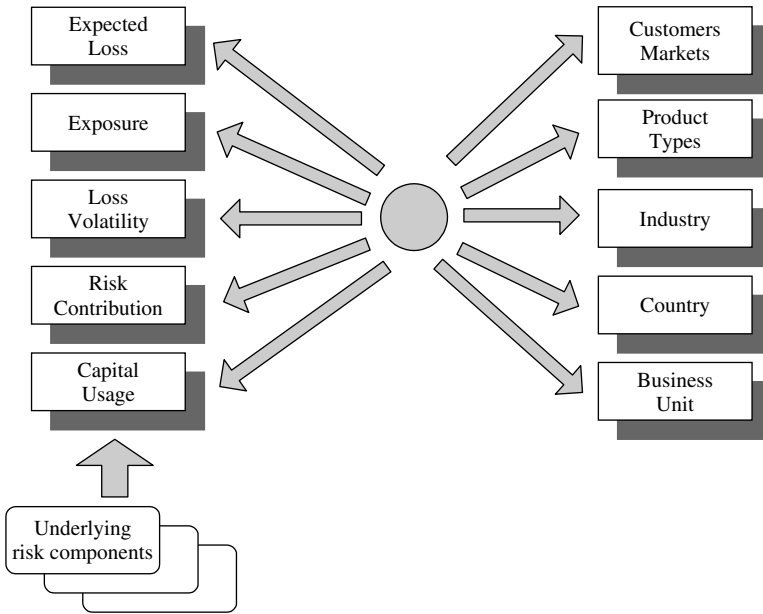 Expected
Loss
Exposure
Loss
Volatility
Risk
Contribution
Capital
Usage
Underlying
risk components
Customers
Markets
Product
Types
Industry
Country
Business
Unit